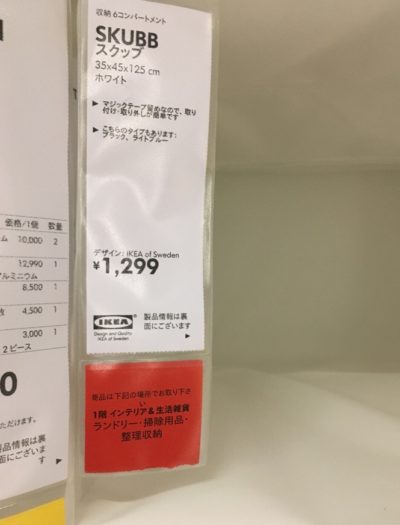 収納 6コンパートメント
SKUBB
スクッブ
35x45x125 cm
ホワイト
▶ マジックテープ留めなので、取り
付け・取り外しが簡単です
▶ こちらのタイプもあります:
ブラック、ライトブルー
デザイン: IKEA of Sweden
¥1,299
IKEA®
Design and Quality
IKEA of Sweden
製品情報は裏
面にございます
▶
商品は下記の場所でお取り下さ
い
1階 インテリア&生活雑貨
ランドリー・掃除用品・
整理収納
価格/1個 数量
ム 10,000 2
12,990 1
アルミニウム
8,500 1
枚 4,500 1
3,000 1
2 ピース
0
ただけます。
製品情報は裏
面にございま
す
▶